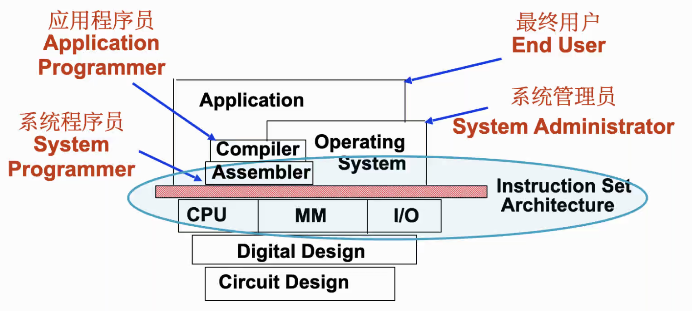 应用程序员
Application
Programmer
最终用户
End User
系统程序员
System
Programmer
系统管理员
System Administrator
Application
Compiler
Assembler
Operating
System
Instruction Set
Architecture
CPU
MM
I/O
Digital Design
Circuit Design